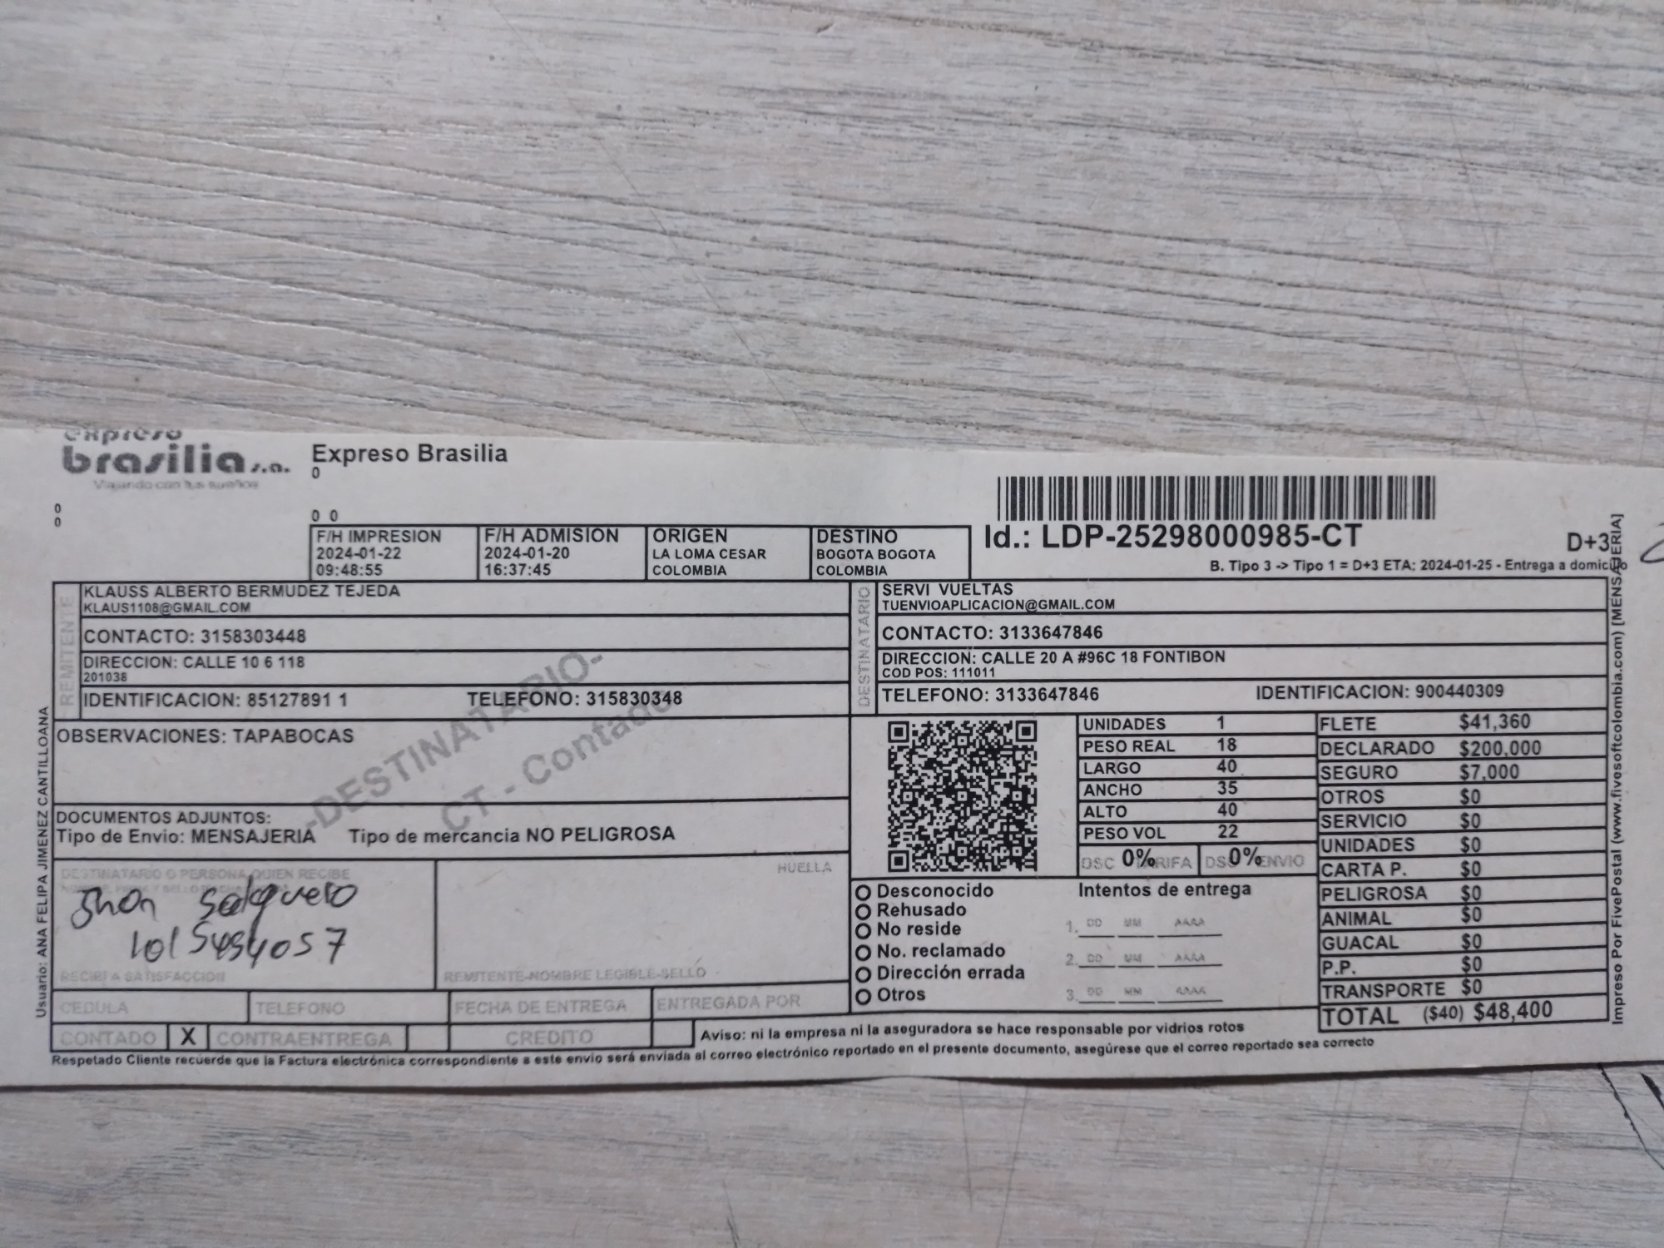 expreso
brasilia s.a.
Viajando con tus sueños
Expreso Brasilia
0
0
0
0 0
F/H IMPRESION
2024-01-22
09:48:55
F/H ADMISION
2024-01-20
16:37:45
ORIGEN
LA LOMA CESAR
COLOMBIA
DESTINO
BOGOTA BOGOTA
COLOMBIA
Id.: LDP-25298000985-CT
D+3
B. Tipo 3 -> Tipo 1 = D+3 ETA: 2024-01-25 - Entrega a domicilio
REMITENTE
KLAUSS ALBERTO BERMUDEZ TEJEDA
KLAUS1108@GMAIL.COM
CONTACTO: 3158303448
DIRECCION: CALLE 10 6 118
201038
IDENTIFICACION: 85127891 1 TELEFONO: 315830348
DESTINATARIO
SERVI VUELTAS
TUENVIOAPLICACION@GMAIL.COM
CONTACTO: 3133647846
DIRECCION: CALLE 20 A #96C 18 FONTIBON
COD POS: 111011
TELEFONO: 3133647846 IDENTIFICACION: 900440309
OBSERVACIONES: TAPABOCAS
-DESTINATARIO-
CT - Contado
DOCUMENTOS ADJUNTOS:
Tipo de Envio: MENSAJERIA Tipo de mercancia NO PELIGROSA
UNIDADES 1
PESO REAL 18
LARGO 40
ANCHO 35
ALTO 40
PESO VOL 22
DSC 0% TARIFA DSC 0% ENVIO
FLETE $41,360
DECLARADO $200,000
SEGURO $7,000
OTROS $0
SERVICIO $0
UNIDADES $0
CARTA P. $0
PELIGROSA $0
ANIMAL $0
GUACAL $0
P.P. $0
TRANSPORTE $0
TOTAL ($40) $48,400
DESTINATARIO O PERSONA QUIEN RECIBE
Jhon Salguero
1015454057
RECIBI A SATISFACCION
HUELLA
REMITENTE-NOMBRE LEGIBLE-SELLO
Desconocido
Rehusado
No reside
No. reclamado
Dirección errada
Otros
Intentos de entrega
1. DD MM AAAA
2. DD MM AAAA
3. DD MM AAAA
CEDULA TELEFONO FECHA DE ENTREGA ENTREGADA POR
CONTADO X CONTRAENTREGA CREDITO
Aviso: ni la empresa ni la aseguradora se hace responsable por vidrios rotos
Respetado Cliente recuerde que la Factura electrónica correspondiente a este envio será enviada al correo electrónico reportado en el presente documento, asegúrese que el correo reportado sea correcto
Usuario: ANA FELIPA JIMENEZ CANTILLOANA
Impreso Por FivePostal (www.fivesoftcolombia.com) [MENSAJERIA]